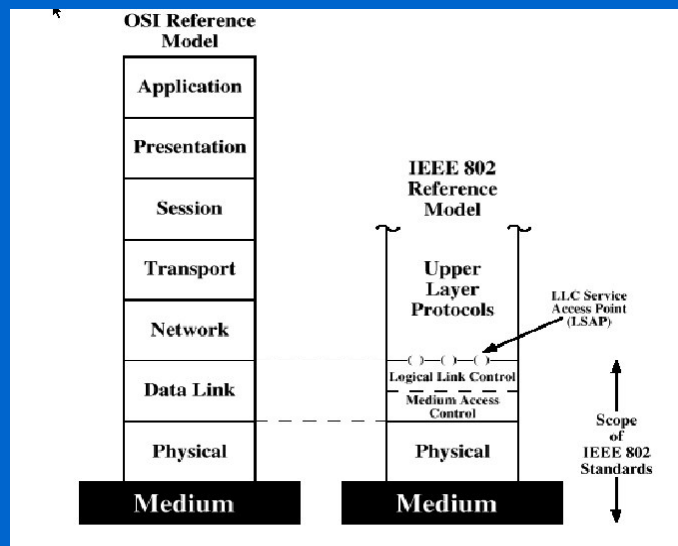 OSI Reference
Model
Application
Presentation
Session
Transport
Network
Data Link
Physical
Medium
IEEE 802
Reference
Model
Upper
Layer
Protocols
LLC Service
Access Point
(LSAP)
Logical Link Control
Medium Access
Control
Physical
Medium
Scope
of
IEEE 802
Standards